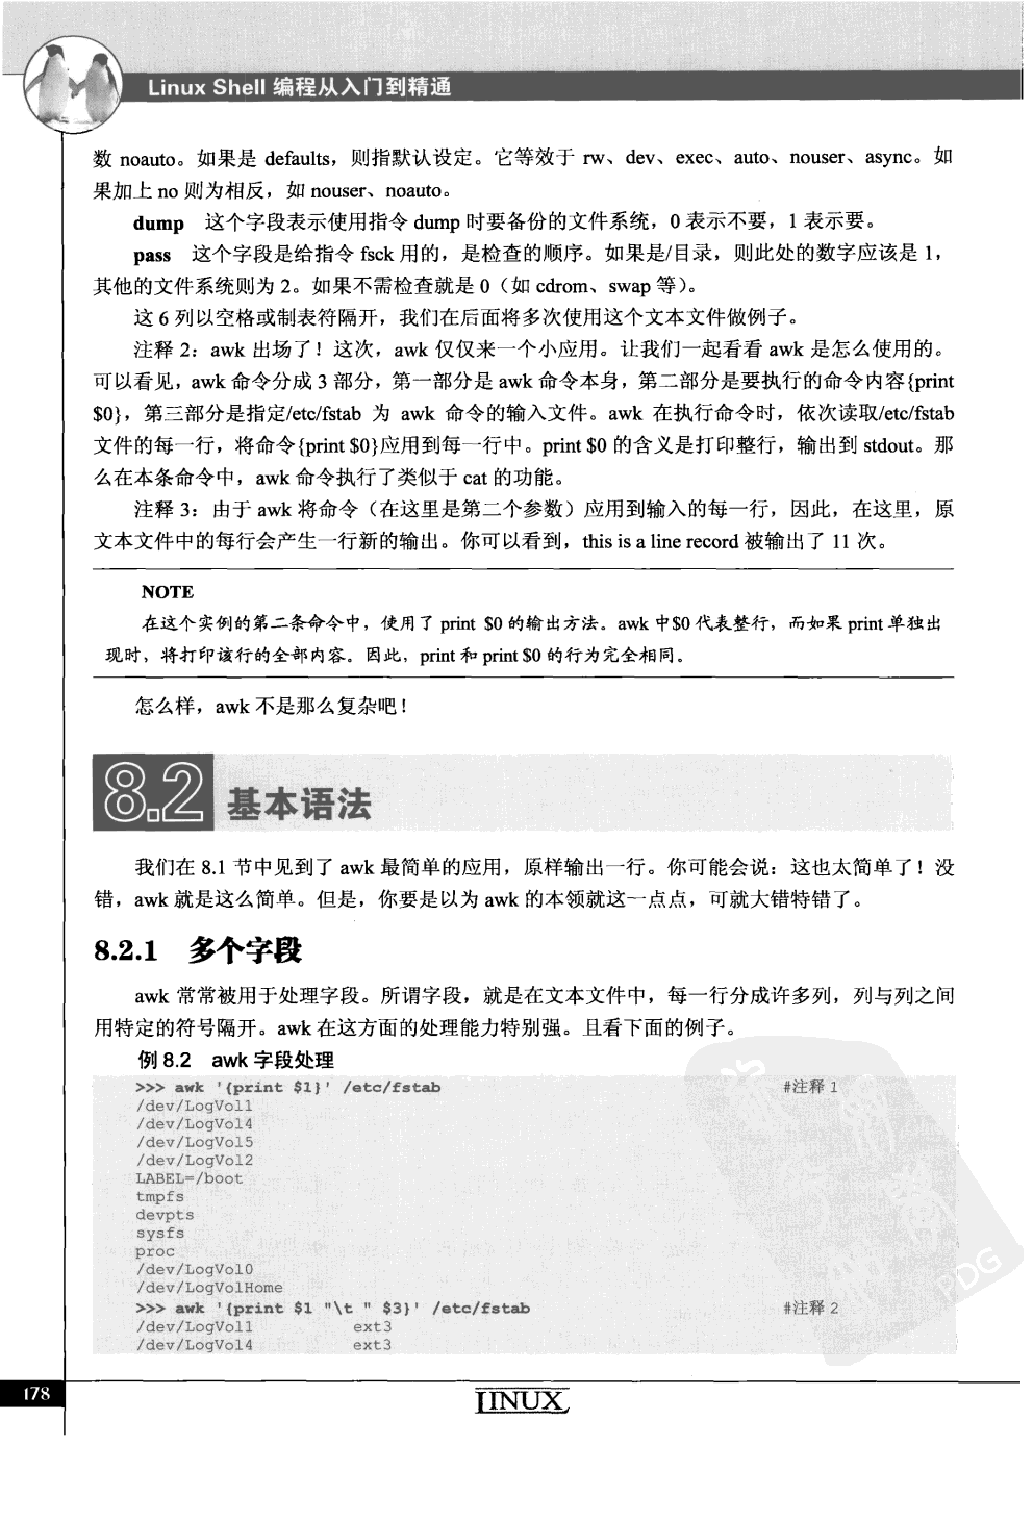 Linux Shell 编程从入门到精通
数 noauto。如果是 defaults，则指默认设定。它等效于 rw、dev、exec、auto、nouser、async。如
果加上 no 则为相反，如 nouser、noauto。
dump 这个字段表示使用指令 dump 时要备份的文件系统，0 表示不要，1 表示要。
pass 这个字段是给指令 fsck 用的，是检查的顺序。如果是/目录，则此处的数字应该是 1，
其他的文件系统则为 2。如果不需检查就是 0（如 cdrom、swap 等）。
这 6 列以空格或制表符隔开，我们在后面将多次使用这个文本文件做例子。
注释 2：awk 出场了！这次，awk 仅仅来一个小应用。让我们一起看看 awk 是怎么使用的。
可以看见，awk 命令分成 3 部分，第一部分是 awk 命令本身，第二部分是要执行的命令内容{print
$0}，第三部分是指定/etc/fstab 为 awk 命令的输入文件。awk 在执行命令时，依次读取/etc/fstab
文件的每一行，将命令{print $0}应用到每一行中。print $0 的含义是打印整行，输出到 stdout。那
么在本条命令中，awk 命令执行了类似于 cat 的功能。
注释 3：由于 awk 将命令（在这里是第二个参数）应用到输入的每一行，因此，在这里，原
文本文件中的每行会产生一行新的输出。你可以看到，this is a line record 被输出了 11 次。
NOTE
在这个实例的第二条命令中，使用了 print $0 的输出方法。awk 中$0 代表整行，而如果 print 单独出
现时，将打印该行的全部内容。因此，print 和 print $0 的行为完全相同。
怎么样，awk 不是那么复杂吧！
8.2 基本语法
我们在 8.1 节中见到了 awk 最简单的应用，原样输出一行。你可能会说：这也太简单了！没
错，awk 就是这么简单。但是，你要是以为 awk 的本领就这一点点，可就大错特错了。
8.2.1 多个字段
awk 常常被用于处理字段。所谓字段，就是在文本文件中，每一行分成许多列，列与列之间
用特定的符号隔开。awk 在这方面的处理能力特别强。且看下面的例子。
例 8.2 awk 字段处理
>>> awk '{print $1}' /etc/fstab #注释 1
/dev/LogVol1
/dev/LogVol4
/dev/LogVol5
/dev/LogVol2
LABEL=/boot
tmpfs
devpts
sysfs
proc
/dev/LogVol0
/dev/LogVolHome
>>> awk '{print $1 "\t " $3}' /etc/fstab #注释 2
/dev/LogVol1 ext3
/dev/LogVol4 ext3
PDG
178
LINUX